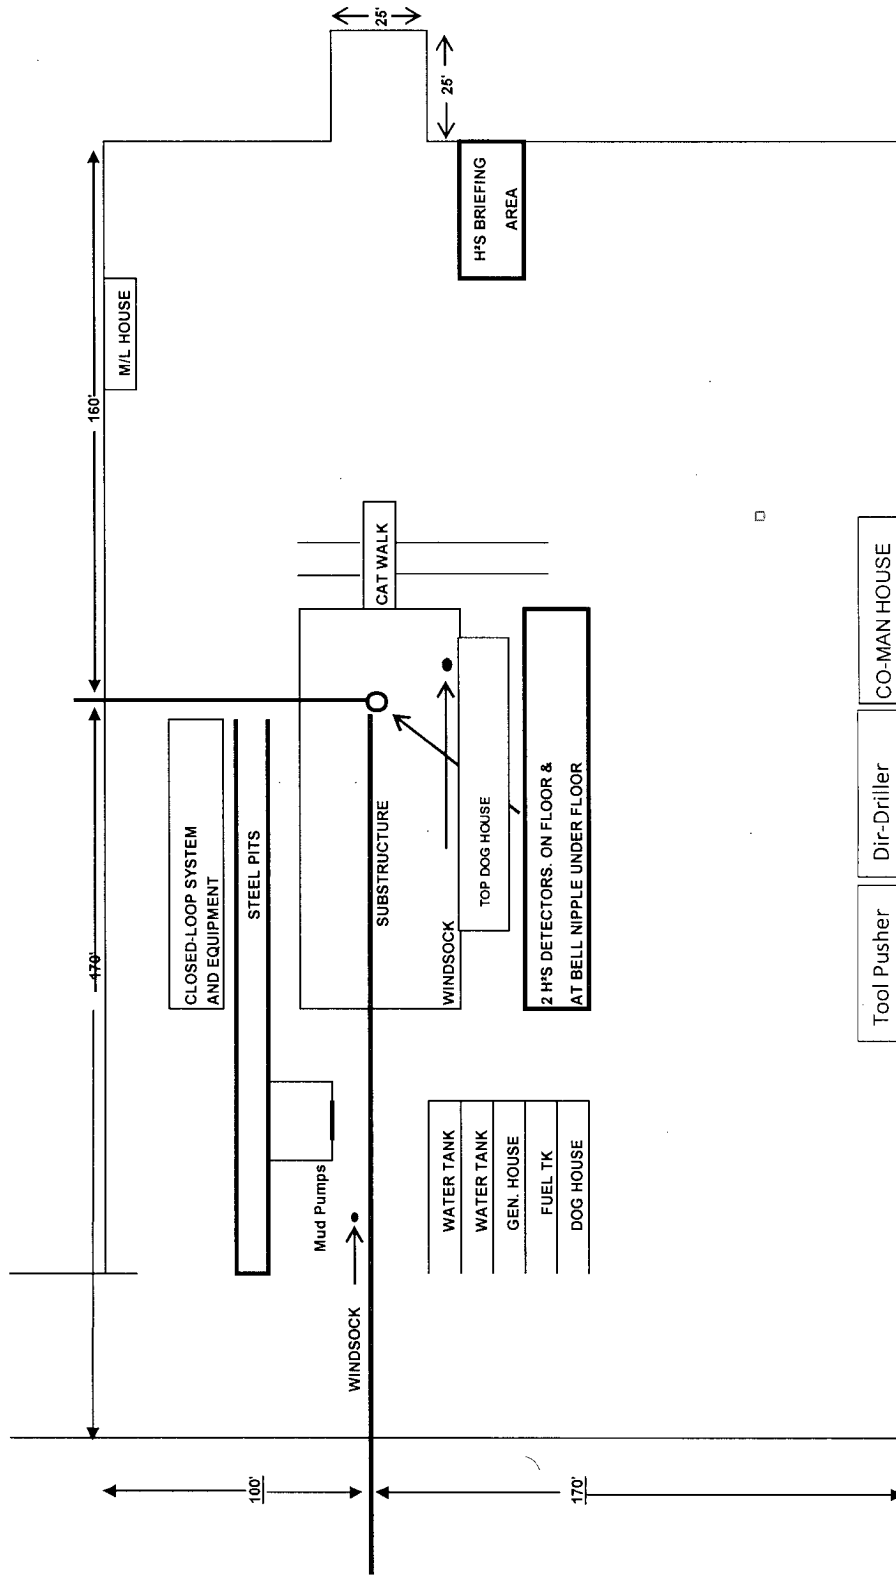 25'
25'
H²S BRIEFING
AREA
M/L HOUSE
160'
CAT WALK
CO-MAN HOUSE
CLOSED-LOOP SYSTEM
AND EQUIPMENT
STEEL PITS
SUBSTRUCTURE
WINDSOCK
TOP DOG HOUSE
2 H²S DETECTORS. ON FLOOR &
AT BELL NIPPLE UNDER FLOOR
Dir-Driller
170'
Tool Pusher
Mud Pumps
WATER TANK
WATER TANK
GEN. HOUSE
FUEL TK
DOG HOUSE
WINDSOCK
100'
170'